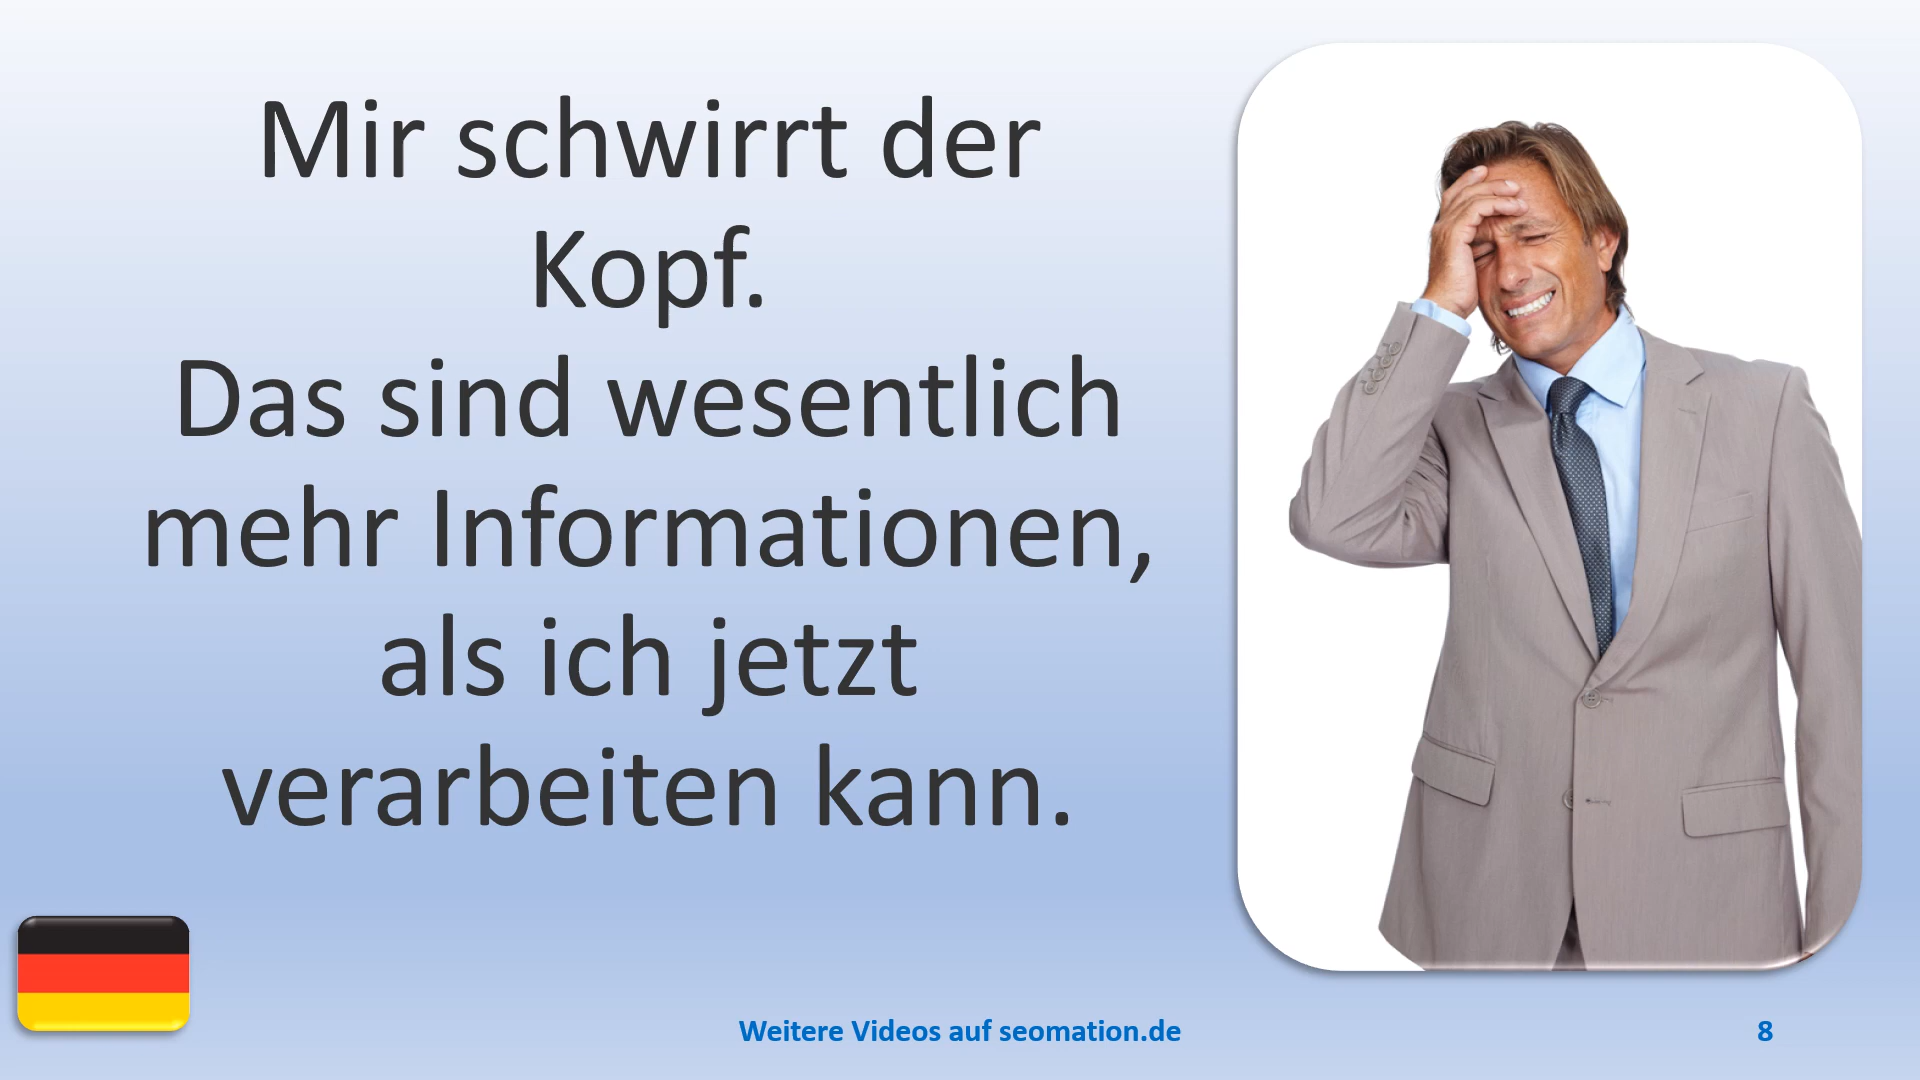 Mir schwirrt der
Kopf.
Das sind wesentlich
mehr Informationen,
als ich jetzt
verarbeiten kann.
Weitere Videos auf seomation.de
8